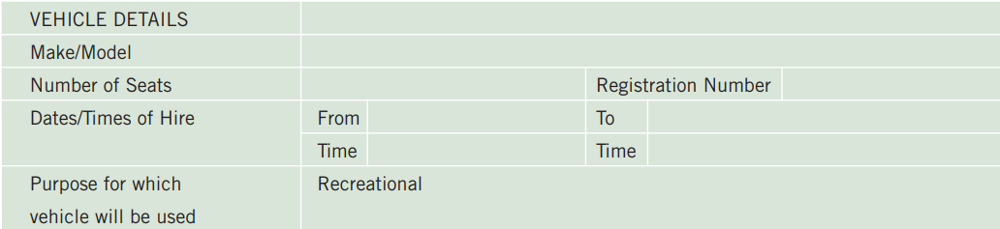 VEHICLE DETAILS
Make/Model
Number of Seats Registration Number
Dates/Times of Hire From To
Time Time
Purpose for which Recreational
vehicle will be used